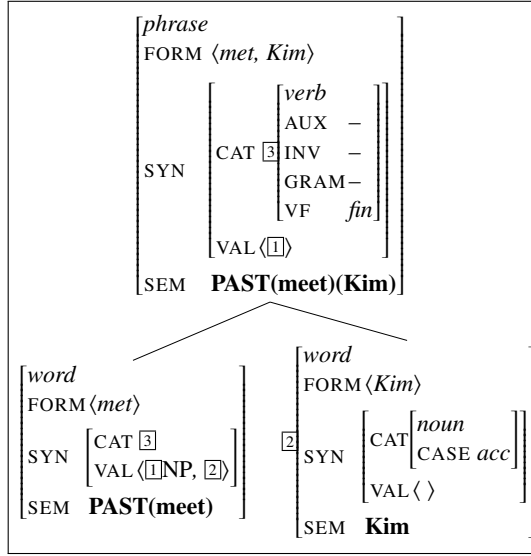 phrase
FORM ⟨met, Kim⟩
verb
AUX –
CAT 3 INV –
SYN
GRAM –
VF fin
VAL ⟨1⟩
SEM PAST(meet)(Kim)
word
FORM ⟨met⟩
CAT 3
SYN
VAL ⟨1NP, 2⟩
SEM PAST(meet)
word
FORM ⟨Kim⟩
noun
CAT
CASE acc
2 SYN
VAL ⟨ ⟩
SEM Kim